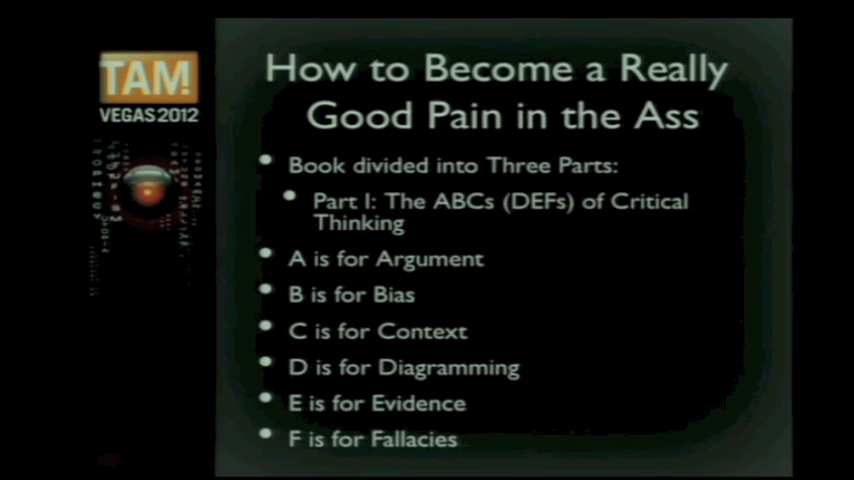 TAM!
VEGAS 2012
How to Become a Really
Good Pain in the Ass
Book divided into Three Parts:
Part I: The ABCs (DEFs) of Critical
Thinking
A is for Argument
B is for Bias
C is for Context
D is for Diagramming
E is for Evidence
F is for Fallacies